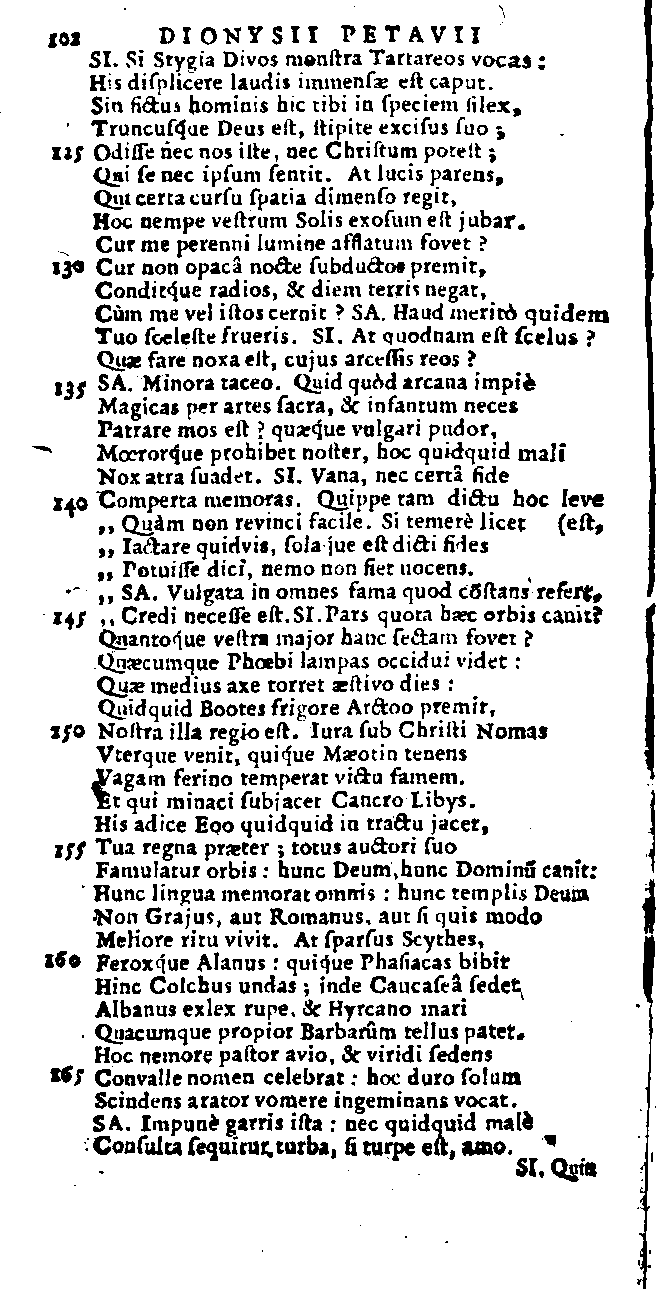 102 DIONYSII PETAVII
SI. Si Stygia Divos monſtra Tartareos vocas :
His diſplicere laudis immenſæ eſt caput.
Sin fictus hominis hic tibi in ſpeciem ſilex,
Truncuſque Deus eſt, ſtipite exciſus ſuo ;
125 Odiſſe nec nos iſte, nec Chriſtum poteſt ;
Qui ſe nec ipſum ſentit. At lucis parens,
Qui certa curſu ſpatia dimenſo regit,
Hoc nempe veſtrum Solis exoſum eſt jubar.
Cur me perenni lumine afflatum fovet ?
130 Cur non opacâ nocte ſubductos premit,
Conditque radios, & diem terris negat,
Cùm me vel iſtos cernit ? SA. Haud meritò quidem
Tuo ſceleſte frueris. SI. At quodnam eſt ſcelus ?
Quæ fare noxa eſt, cujus arceſſis reos ?
135 SA. Minora taceo. Quid quòd arcana impiè
Magicas per artes ſacra, & infantum neces
Patrare mos eſt ? quæque vulgari pudor,
Mœrorque prohibet noſter, hoc quidquid mali
Nox atra ſuadet. SI. Vana, nec certâ fide
140 Comperta memoras. Quippe tam dictu hoc leve
,, Quàm non revinci facile. Si temerè licet (eſt,
,, Iactare quidvis, ſolaque eſt dicti fides
,, Potuiſſe dici, nemo non fiet nocens.
,, SA. Vulgata in omnes fama quod cõſtans refert,
145 ,, Credi neceſſe eſt. SI. Pars quota hæc orbis canit?
Quantoque veſtra major hanc ſectam fovet ?
Quæcumque Phœbi lampas occidui videt :
Quæ medius axe torret æſtivo dies :
Quidquid Bootes frigore Arctoo premit,
150 Noſtra illa regio eſt. Iura ſub Chriſti Nomas
Vterque venit, quique Mæotin tenens
Vagam ferino temperat victu famem.
Et qui minaci ſubjacet Cancro Libys.
His adice Eoo quidquid in tractu jacet,
155 Tua regna præter ; totus auctori ſuo
Famulatur orbis : hunc Deum, hunc Dominũ canit:
Hunc lingua memorat omnis : hunc templis Deum
Non Grajus, aut Romanus, aut ſi quis modo
Meliore ritu vivit. At ſparſus Scythes,
160 Feroxque Alanus : quique Phaſiacas bibit
Hinc Colchus undas ; inde Caucaſeâ ſedet
Albanus exlex rupe, & Hyrcano mari
Quacumque propior Barbarûm tellus patet.
Hoc nemore paſtor avio, & viridi ſedens
165 Convalle nomen celebrat : hoc duro ſolum
Scindens arator vomere ingeminans vocat.
SA. Impunè garris iſta : nec quidquid malè
Conſulta ſequitur turba, ſi turpe eſt, amo.
SI. Quin